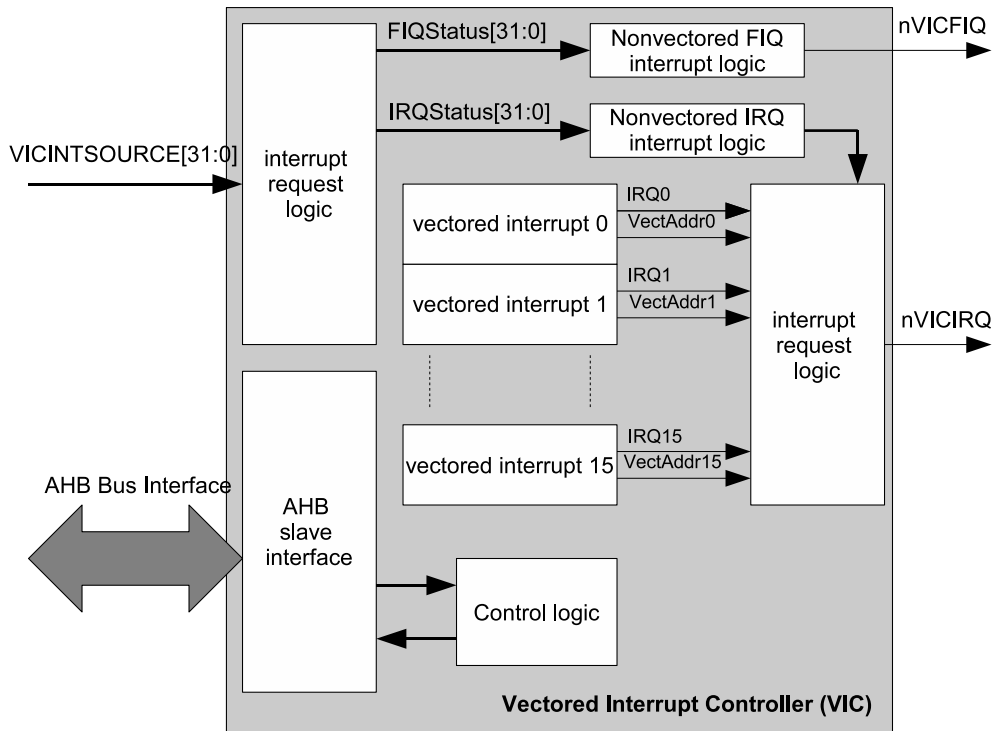 FIQStatus[31:0]
Nonvectored FIQ
interrupt logic
nVICFIQ
IRQStatus[31:0]
Nonvectored IRQ
interrupt logic
VICINTSOURCE[31:0]
interrupt
request
logic
vectored interrupt 0
IRQ0
VectAddr0
vectored interrupt 1
IRQ1
VectAddr1
interrupt
request
logic
nVICIRQ
vectored interrupt 15
IRQ15
VectAddr15
AHB Bus Interface
AHB
slave
interface
Control logic
Vectored Interrupt Controller (VIC)